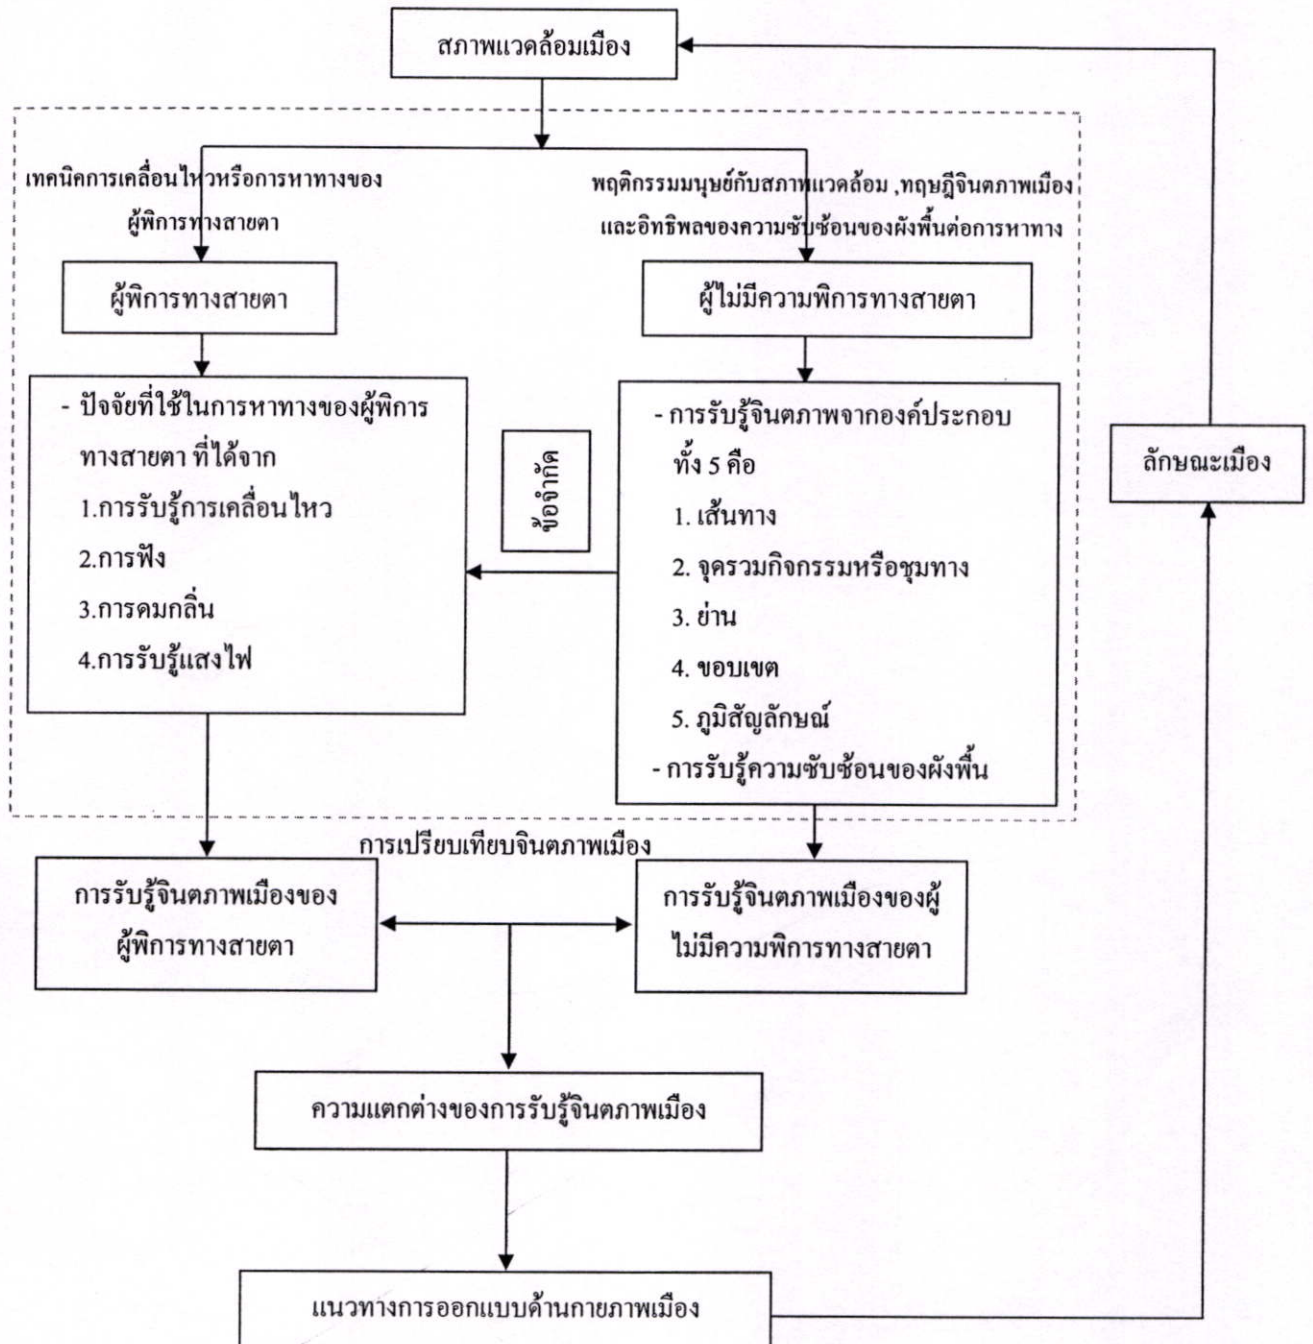 สภาพแวดล้อมเมือง
เทคนิคการเคลื่อนไหวหรือการหาทางของ
ผู้พิการทางสายตา
พฤติกรรมมนุษย์กับสภาพแวดล้อม ,ทฤษฎีจินตภาพเมือง
และอิทธิพลของความซับซ้อนของผังพื้นต่อการหาทาง
ผู้พิการทางสายตา
ผู้ไม่มีความพิการทางสายตา
- ปัจจัยที่ใช้ในการหาทางของผู้พิการ
ทางสายตา ที่ได้จาก
1.การรับรู้การเคลื่อนไหว
2.การฟัง
3.การดมกลิ่น
4.การรับรู้แสงไฟ
ข้อจำกัด
- การรับรู้จินตภาพจากองค์ประกอบ
ทั้ง 5 คือ
1. เส้นทาง
2. จุดรวมกิจกรรมหรือชุมทาง
3. ย่าน
4. ขอบเขต
5. ภูมิสัญลักษณ์
- การรับรู้ความซับซ้อนของผังพื้น
ลักษณะเมือง
การเปรียบเทียบจินตภาพเมือง
การรับรู้จินตภาพเมืองของ
ผู้พิการทางสายตา
การรับรู้จินตภาพเมืองของผู้
ไม่มีความพิการทางสายตา
ความแตกต่างของการรับรู้จินตภาพเมือง
แนวทางการออกแบบด้านกายภาพเมือง